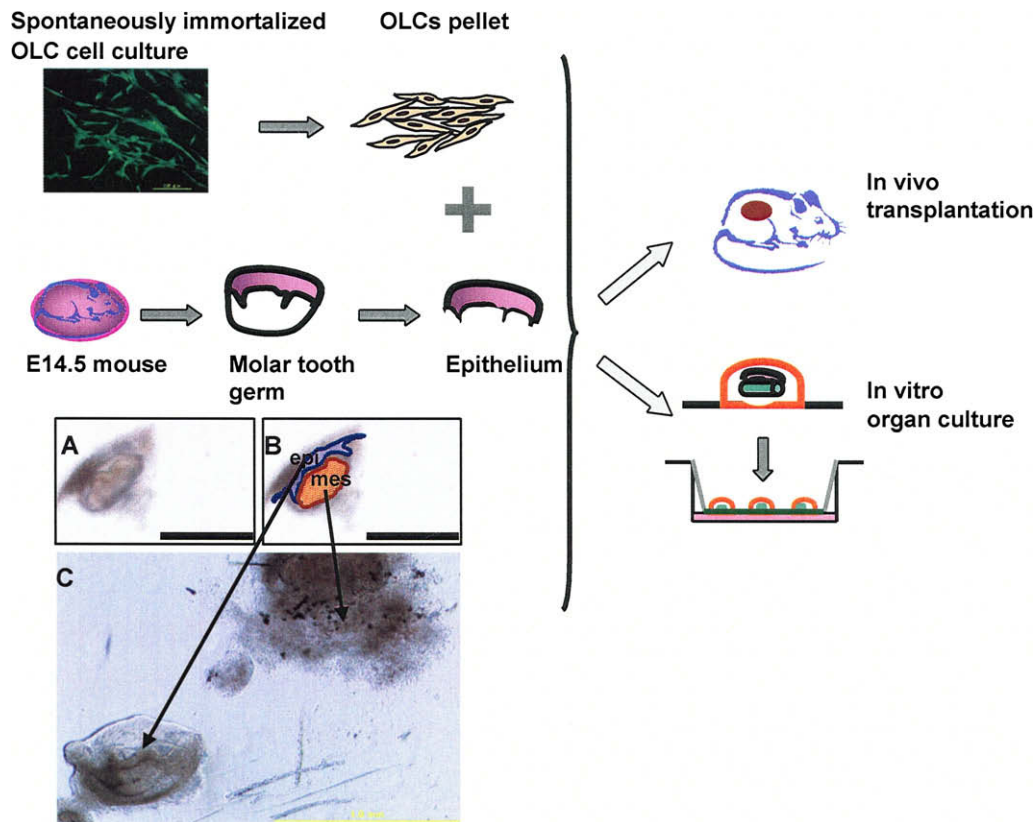 Spontaneously immortalized
OLC cell culture
OLCs pellet
In vivo
transplantation
E14.5 mouse
Molar tooth
germ
Epithelium
In vitro
organ culture
A
B
epi
mes
C